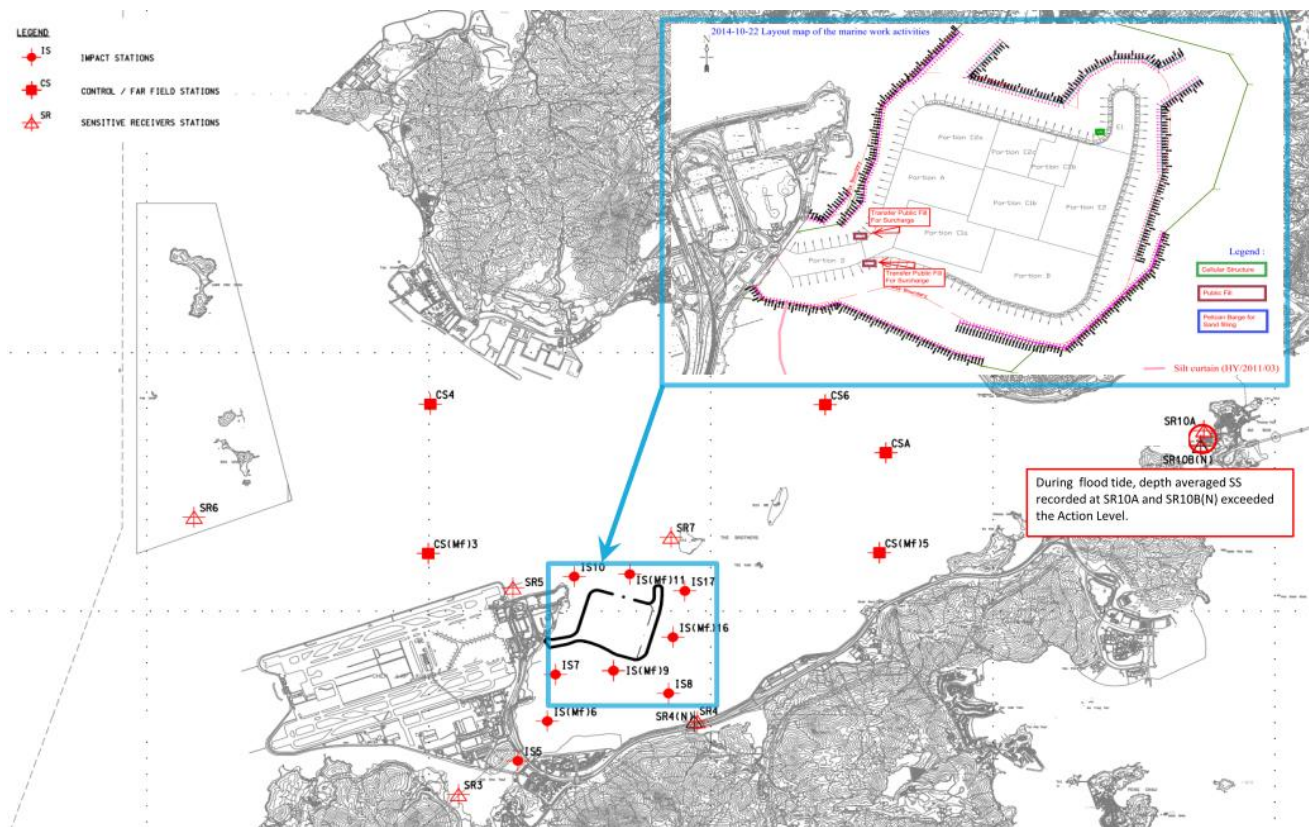 LEGEND
IS
IMPACT STATIONS
CS
CONTROL / FAR FIELD STATIONS
SR
SENSITIVE RECEIVERS STATIONS
2014-10-22 Layout map of the marine work activities
N
Portion C2a
Portion C2c
Portion A
Portion C1b
Portion E2
Portion C1a
Portion D
Portion B
E1
Transfer Public Fill
For Surcharge
Transfer Public Fill
For Surcharge
Legend :
Cellular Structure
Public Fill
Pelican Barge for
Sand filling
Silt curtain (HY/2011/03)
CS4
CS6
CSA
SR10A
SR10B(N)
During flood tide, depth averaged SS
recorded at SR10A and SR10B(N) exceeded
the Action Level.
SR6
CS(Mf)3
SR7
THE BROTHERS
CS(Mf)5
SR5
IS10
IS(Mf)11
IS17
IS(Mf)16
IS7
IS(Mf)9
IS8
IS(Mf)6
SR4(N)
SR4
IS5
SR3